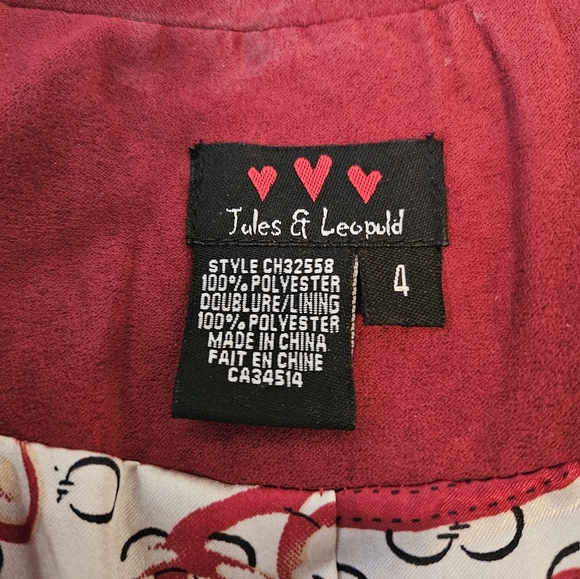 Jules & Leopold
STYLE CH32558
100% POLYESTER
DOUBLURE/LINING
100% POLYESTER
MADE IN CHINA
FAIT EN CHINE
CA34514
4